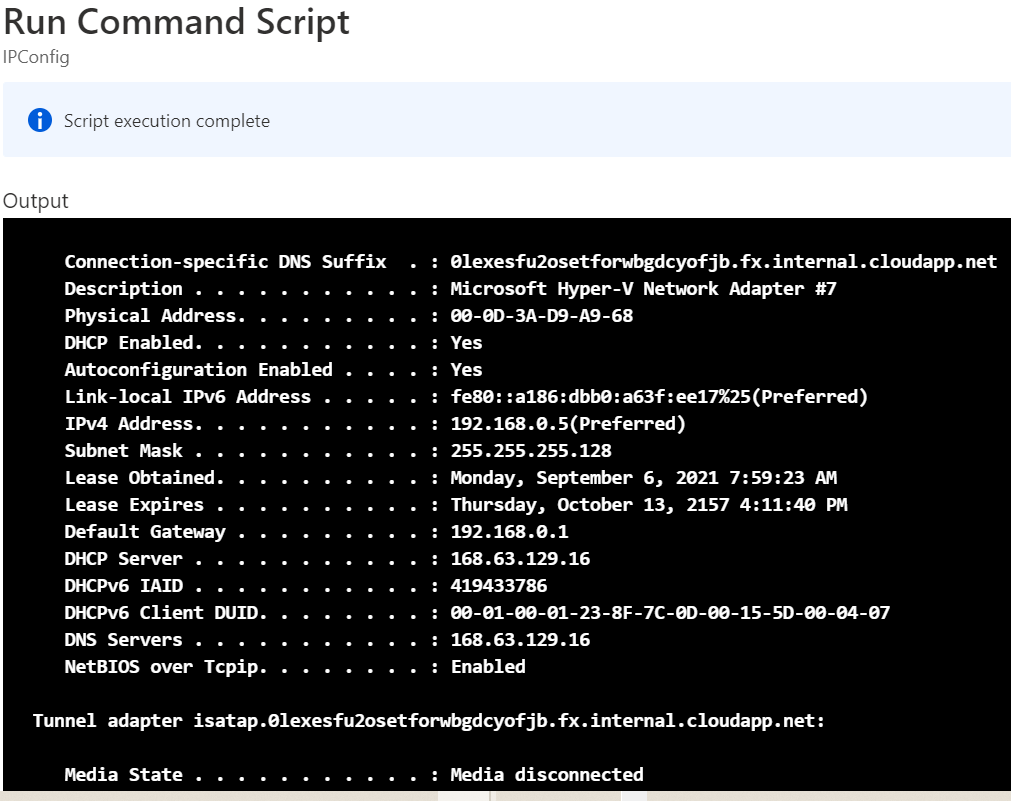 Run Command Script
IPConfig
Script execution complete
Output
Connection-specific DNS Suffix  . : 0lexesfu2osetforwbgdcyofjb.fx.internal.cloudapp.net
Description . . . . . . . . . . . : Microsoft Hyper-V Network Adapter #7
Physical Address. . . . . . . . . : 00-0D-3A-D9-A9-68
DHCP Enabled. . . . . . . . . . . : Yes
Autoconfiguration Enabled . . . . : Yes
Link-local IPv6 Address . . . . . : fe80::a186:dbb0:a63f:ee17%25(Preferred)
IPv4 Address. . . . . . . . . . . : 192.168.0.5(Preferred)
Subnet Mask . . . . . . . . . . . : 255.255.255.128
Lease Obtained. . . . . . . . . . : Monday, September 6, 2021 7:59:23 AM
Lease Expires . . . . . . . . . . : Thursday, October 13, 2157 4:11:40 PM
Default Gateway . . . . . . . . . : 192.168.0.1
DHCP Server . . . . . . . . . . . : 168.63.129.16
DHCPv6 IAID . . . . . . . . . . . : 419433786
DHCPv6 Client DUID. . . . . . . . : 00-01-00-01-23-8F-7C-0D-00-15-5D-00-04-07
DNS Servers . . . . . . . . . . . : 168.63.129.16
NetBIOS over Tcpip. . . . . . . . : Enabled
Tunnel adapter isatap.0lexesfu2osetforwbgdcyofjb.fx.internal.cloudapp.net:
Media State . . . . . . . . . . . : Media disconnected